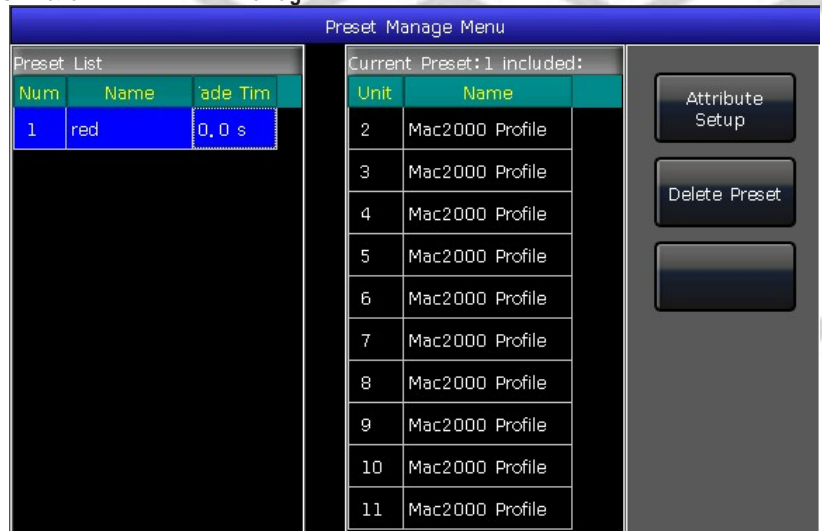 Preset Manage Menu
Preset List
Num Name ade Tim
1 red 0.0 s
Current Preset:1 included:
Unit Name
2 Mac2000 Profile
3 Mac2000 Profile
4 Mac2000 Profile
5 Mac2000 Profile
6 Mac2000 Profile
7 Mac2000 Profile
8 Mac2000 Profile
9 Mac2000 Profile
10 Mac2000 Profile
11 Mac2000 Profile
Attribute
Setup
Delete Preset